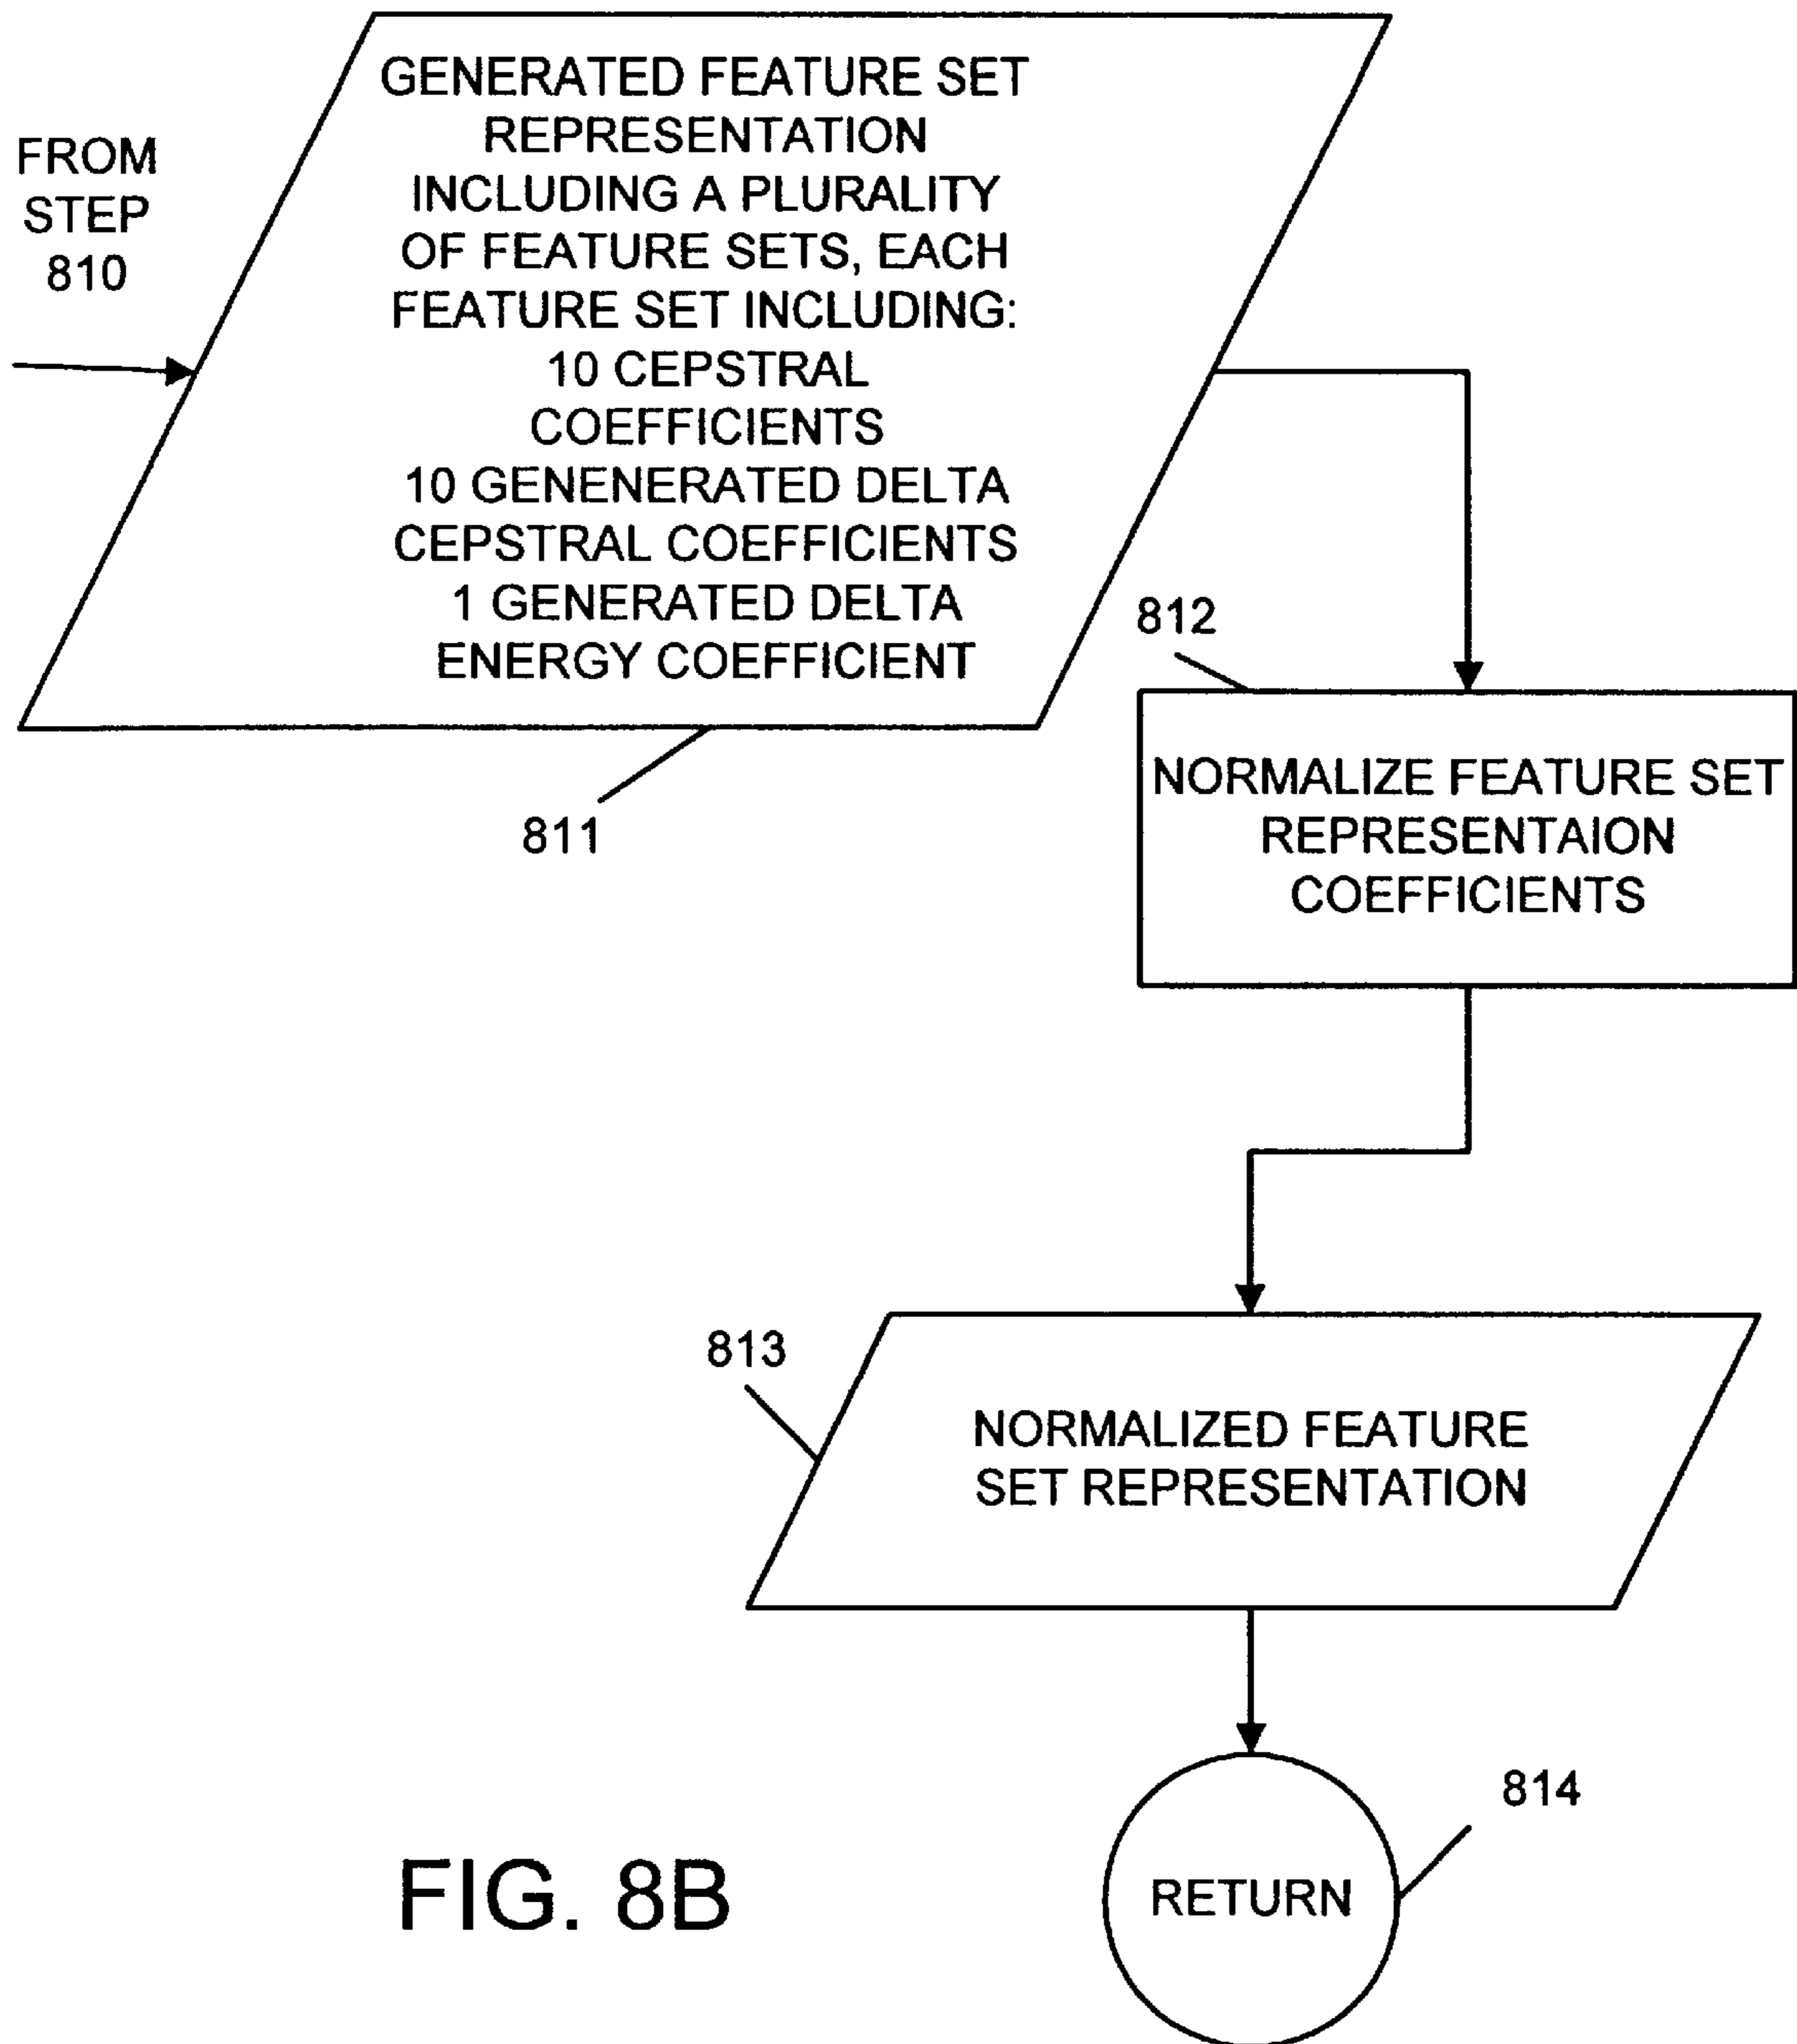 FROM
STEP
810
GENERATED FEATURE SET
REPRESENTATION
INCLUDING A PLURALITY
OF FEATURE SETS, EACH
FEATURE SET INCLUDING:
10 CEPSTRAL
COEFFICIENTS
10 GENENERATED DELTA
CEPSTRAL COEFFICIENTS
1 GENERATED DELTA
ENERGY COEFFICIENT
811
812
NORMALIZE FEATURE SET
REPRESENTAION
COEFFICIENTS
813
NORMALIZED FEATURE
SET REPRESENTATION
814
RETURN
FIG. 8B